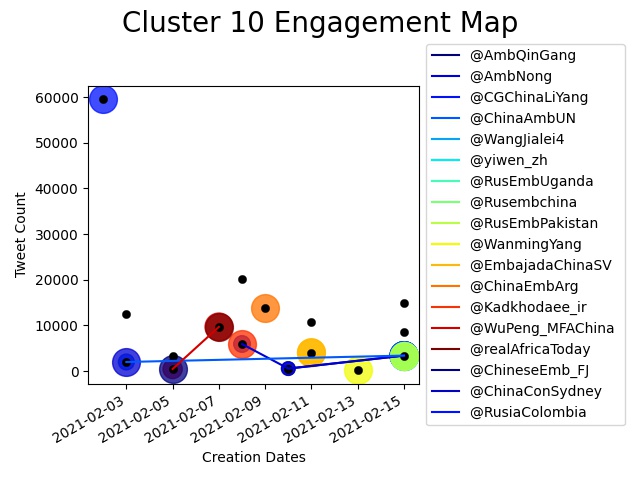 Cluster 10 Engagement Map
60000
50000
40000
30000
20000
10000
0
Tweet Count
2021-02-03
2021-02-05
2021-02-07
2021-02-09
2021-02-11
2021-02-13
2021-02-15
Creation Dates
@AmbQinGang
@AmbNong
@CGChinaLiYang
@ChinaAmbUN
@WangJialei4
@yiwen_zh
@RusEmbUganda
@Rusembchina
@RusEmbPakistan
@WanmingYang
@EmbajadaChinaSV
@ChinaEmbArg
@Kadkhodaee_ir
@WuPeng_MFAChina
@realAfricaToday
@ChineseEmb_FJ
@ChinaConSydney
@RusiaColombia